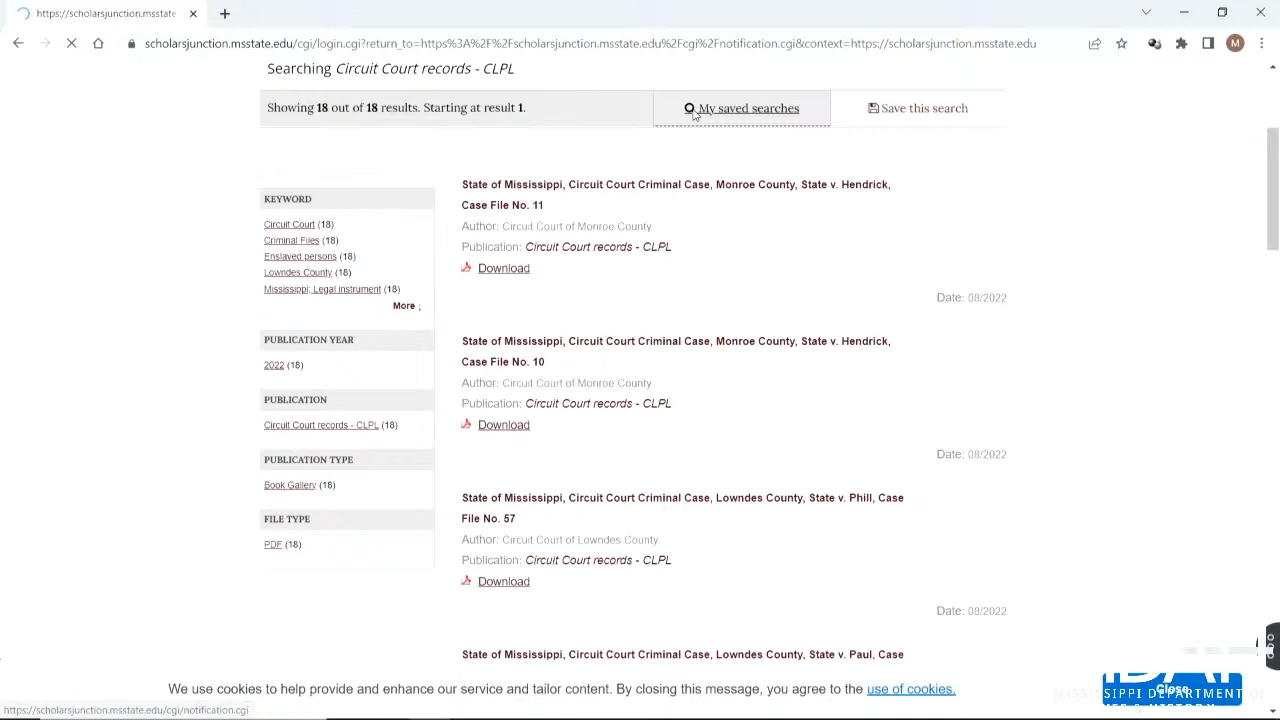 https://scholarsjunction.msstate
scholarsjunction.msstate.edu/cgi/login.cgi?return_to=https%3A%2F%2Fscholarsjunction.msstate.edu%2Fcgi%2Fnotification.cgi&context=https://scholarsjunction.msstate.edu
M
Searching Circuit Court records - CLPL
Showing 18 out of 18 results. Starting at result 1.
My saved searches
Save this search
KEYWORD
Circuit Court (18)
Criminal Files (18)
Enslaved persons (18)
Lowndes County (18)
Mississippi; Legal instrument (18)
More ↓
PUBLICATION YEAR
2022 (18)
PUBLICATION
Circuit Court records - CLPL (18)
PUBLICATION TYPE
Book Gallery (18)
FILE TYPE
PDF (18)
State of Mississippi, Circuit Court Criminal Case, Monroe County, State v. Hendrick,
Case File No. 11
Author: Circuit Court of Monroe County
Publication: Circuit Court records - CLPL
Download
Date: 08/2022
State of Mississippi, Circuit Court Criminal Case, Monroe County, State v. Hendrick,
Case File No. 10
Author: Circuit Court of Monroe County
Publication: Circuit Court records - CLPL
Download
Date: 08/2022
State of Mississippi, Circuit Court Criminal Case, Lowndes County, State v. Phill, Case
File No. 57
Author: Circuit Court of Lowndes County
Publication: Circuit Court records - CLPL
Download
Date: 08/2022
State of Mississippi, Circuit Court Criminal Case, Lowndes County, State v. Paul, Case
We use cookies to help provide and enhance our service and tailor content. By closing this message, you agree to the use of cookies.
Close
MISSISSIPPI DEPARTMENT OF
& HISTORY
https://scholarsjunction.msstate.edu/cgi/notification.cgi